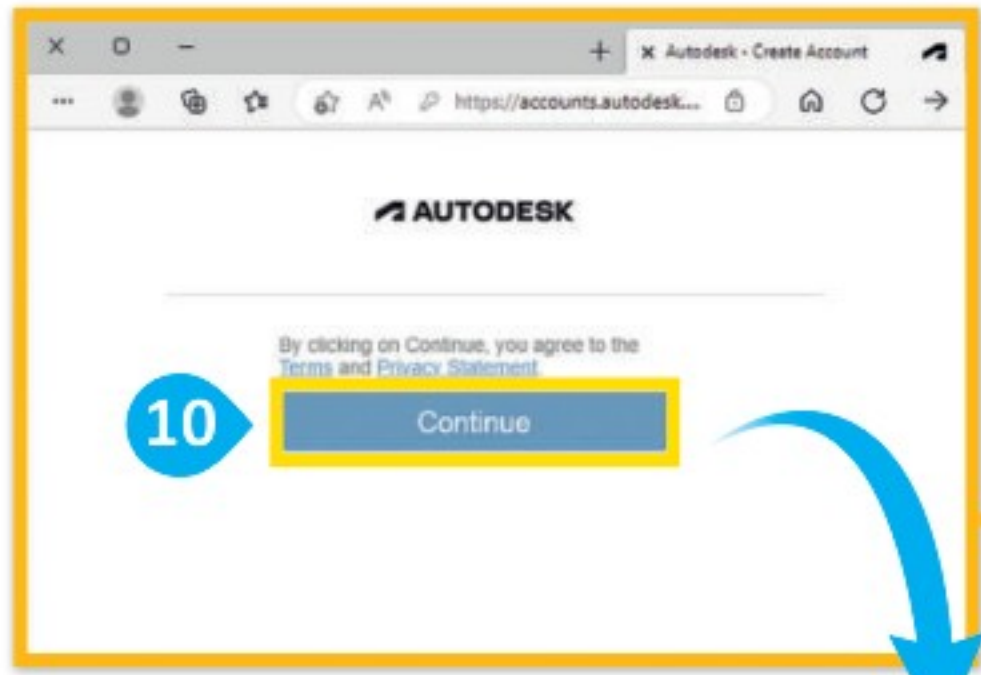 Autodesk - Create Account
https://accounts.autodesk...
AUTODESK
By clicking on Continue, you agree to the
Terms and Privacy Statement.
10
Continue